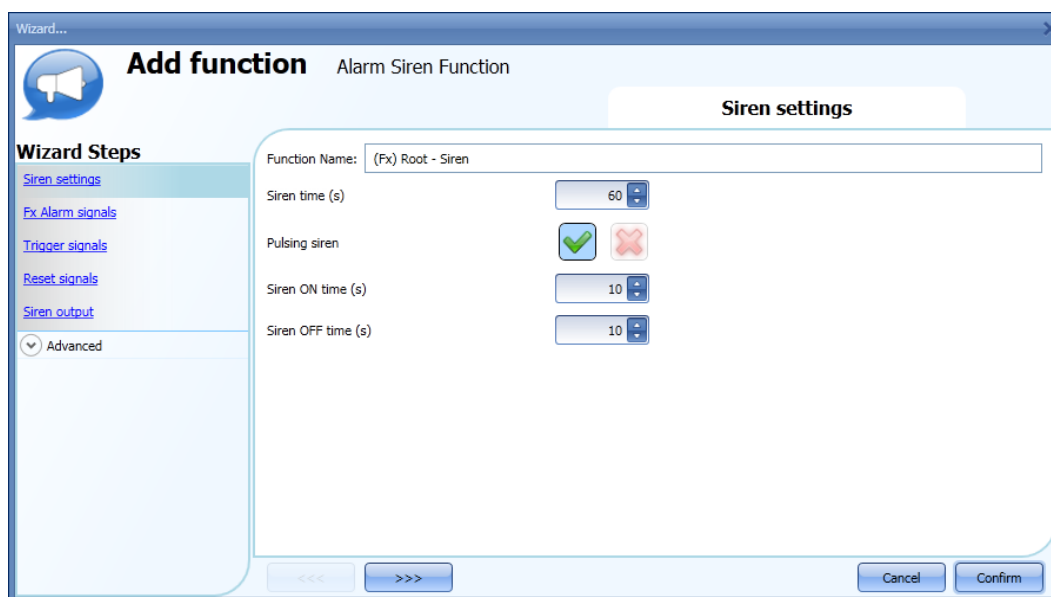 Wizard...
Add function Alarm Siren Function
Siren settings
Wizard Steps
Siren settings
Fx Alarm signals
Trigger signals
Reset signals
Siren output
Advanced
Function Name: (Fx) Root - Siren
Siren time (s) 60
Pulsing siren
Siren ON time (s) 10
Siren OFF time (s) 10
<<< >>> Cancel Confirm